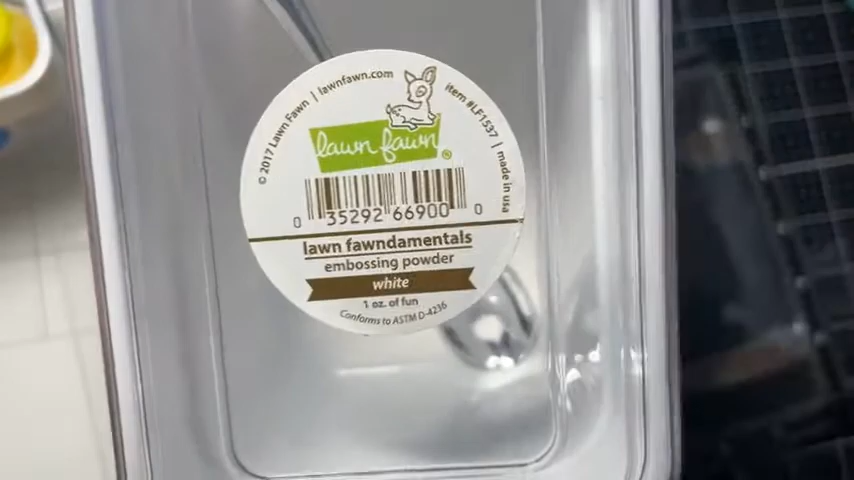 © 2017 Lawn Fawn | lawnfawn.com
item #LF1537 | made in usa
lawn fawn®
0 35292 66900 0
lawn fawndamentals
embossing powder
white
1 oz. of fun
Conforms to ASTM D-4236